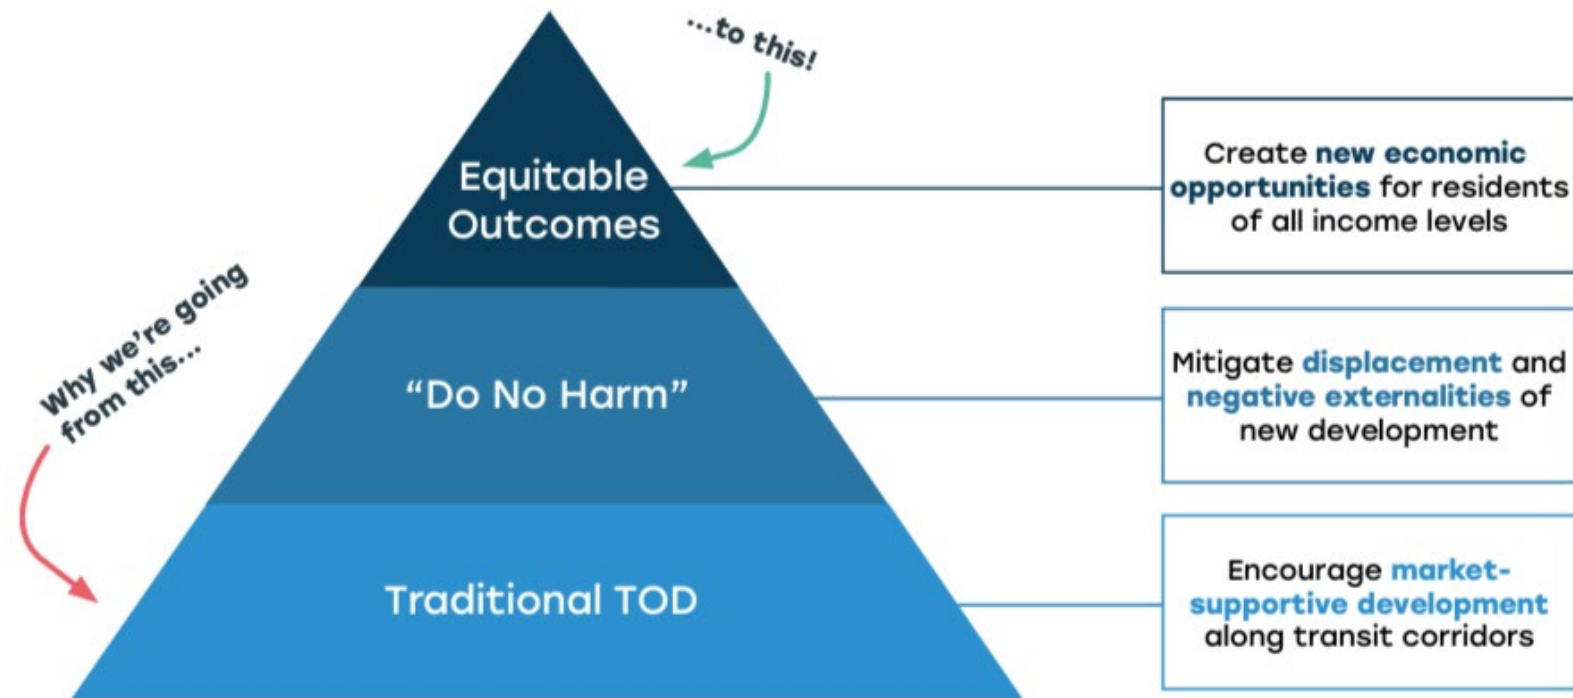 ...to this!
Equitable
Outcomes
Create new economic
opportunities for residents
of all income levels
Why we're going
from this...
“Do No Harm”
Mitigate displacement and
negative externalities of
new development
Traditional TOD
Encourage market-
supportive development
along transit corridors